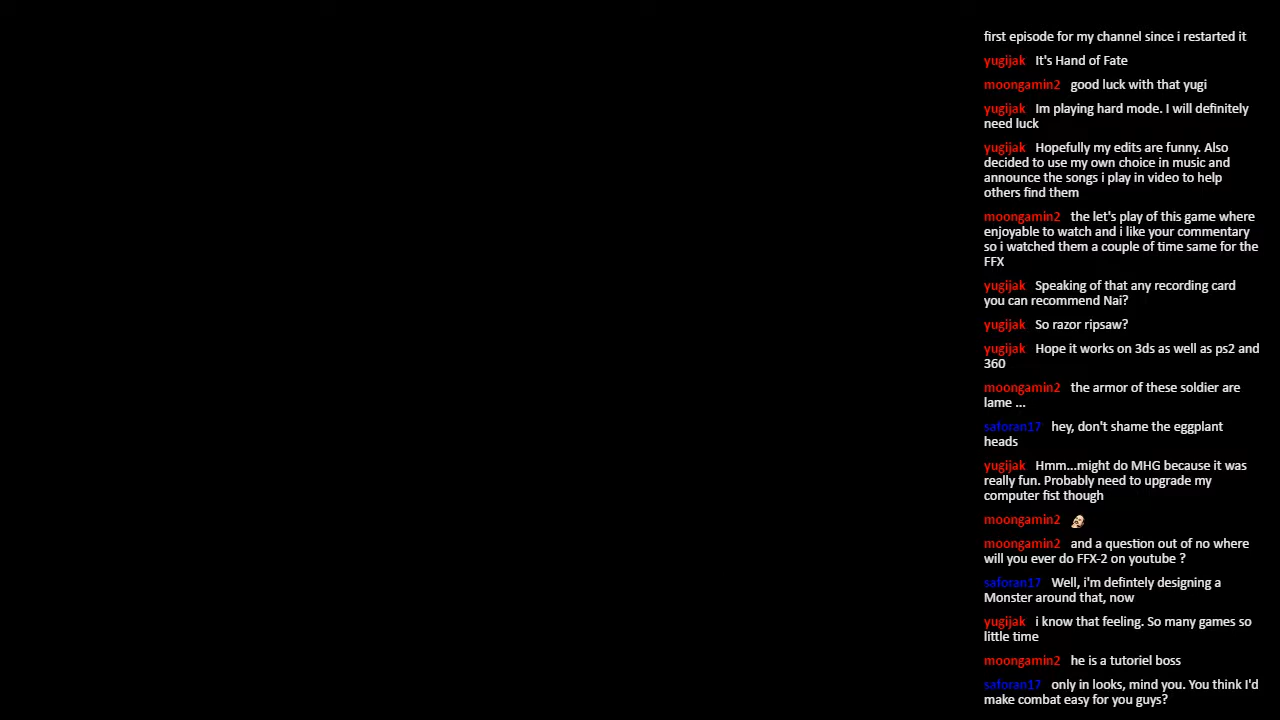 first episode for my channel since i restarted it
yugijak It's Hand of Fate
moongamin2 good luck with that yugi
yugijak Im playing hard mode. I will definitely
need luck
yugijak Hopefully my edits are funny. Also
decided to use my own choice in music and
announce the songs i play in video to help
others find them
moongamin2 the let's play of this game where
enjoyable to watch and i like your commentary
so i watched them a couple of time same for the
FFX
yugijak Speaking of that any recording card
you can recommend Nai?
yugijak So razor ripsaw?
yugijak Hope it works on 3ds as well as ps2 and
360
moongamin2 the armor of these soldier are
lame ...
saforan17 hey, don't shame the eggplant
heads
yugijak Hmm...might do MHG because it was
really fun. Probably need to upgrade my
computer fist though
moongamin2
moongamin2 and a question out of no where
will you ever do FFX-2 on youtube ?
saforan17 Well, i'm defintely designing a
Monster around that, now
yugijak i know that feeling. So many games so
little time
moongamin2 he is a tutoriel boss
saforan17 only in looks, mind you. You think I'd
make combat easy for you guys?